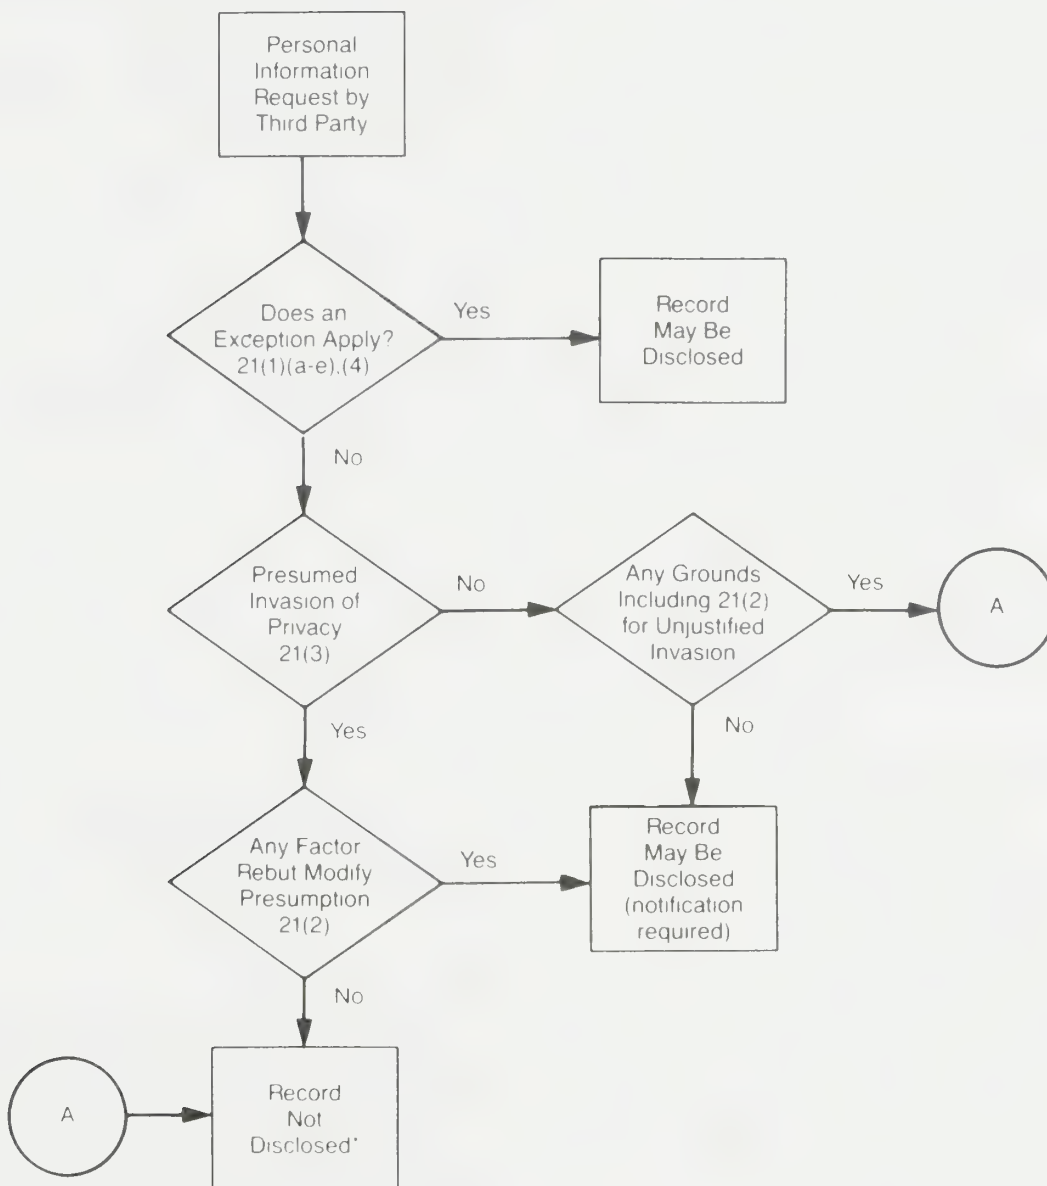 Personal
Information
Request by
Third Party
Does an
Exception Apply?
21(1)(a-e),(4)
Yes
Record
May Be
Disclosed
No
Presumed
Invasion of
Privacy
21(3)
No
Any Grounds
Including 21(2)
for Unjustified
Invasion
Yes
A
Yes
No
Any Factor
Rebut Modify
Presumption
21(2)
Yes
Record
May Be
Disclosed
(notification
required)
No
A
Record
Not
Disclosed*